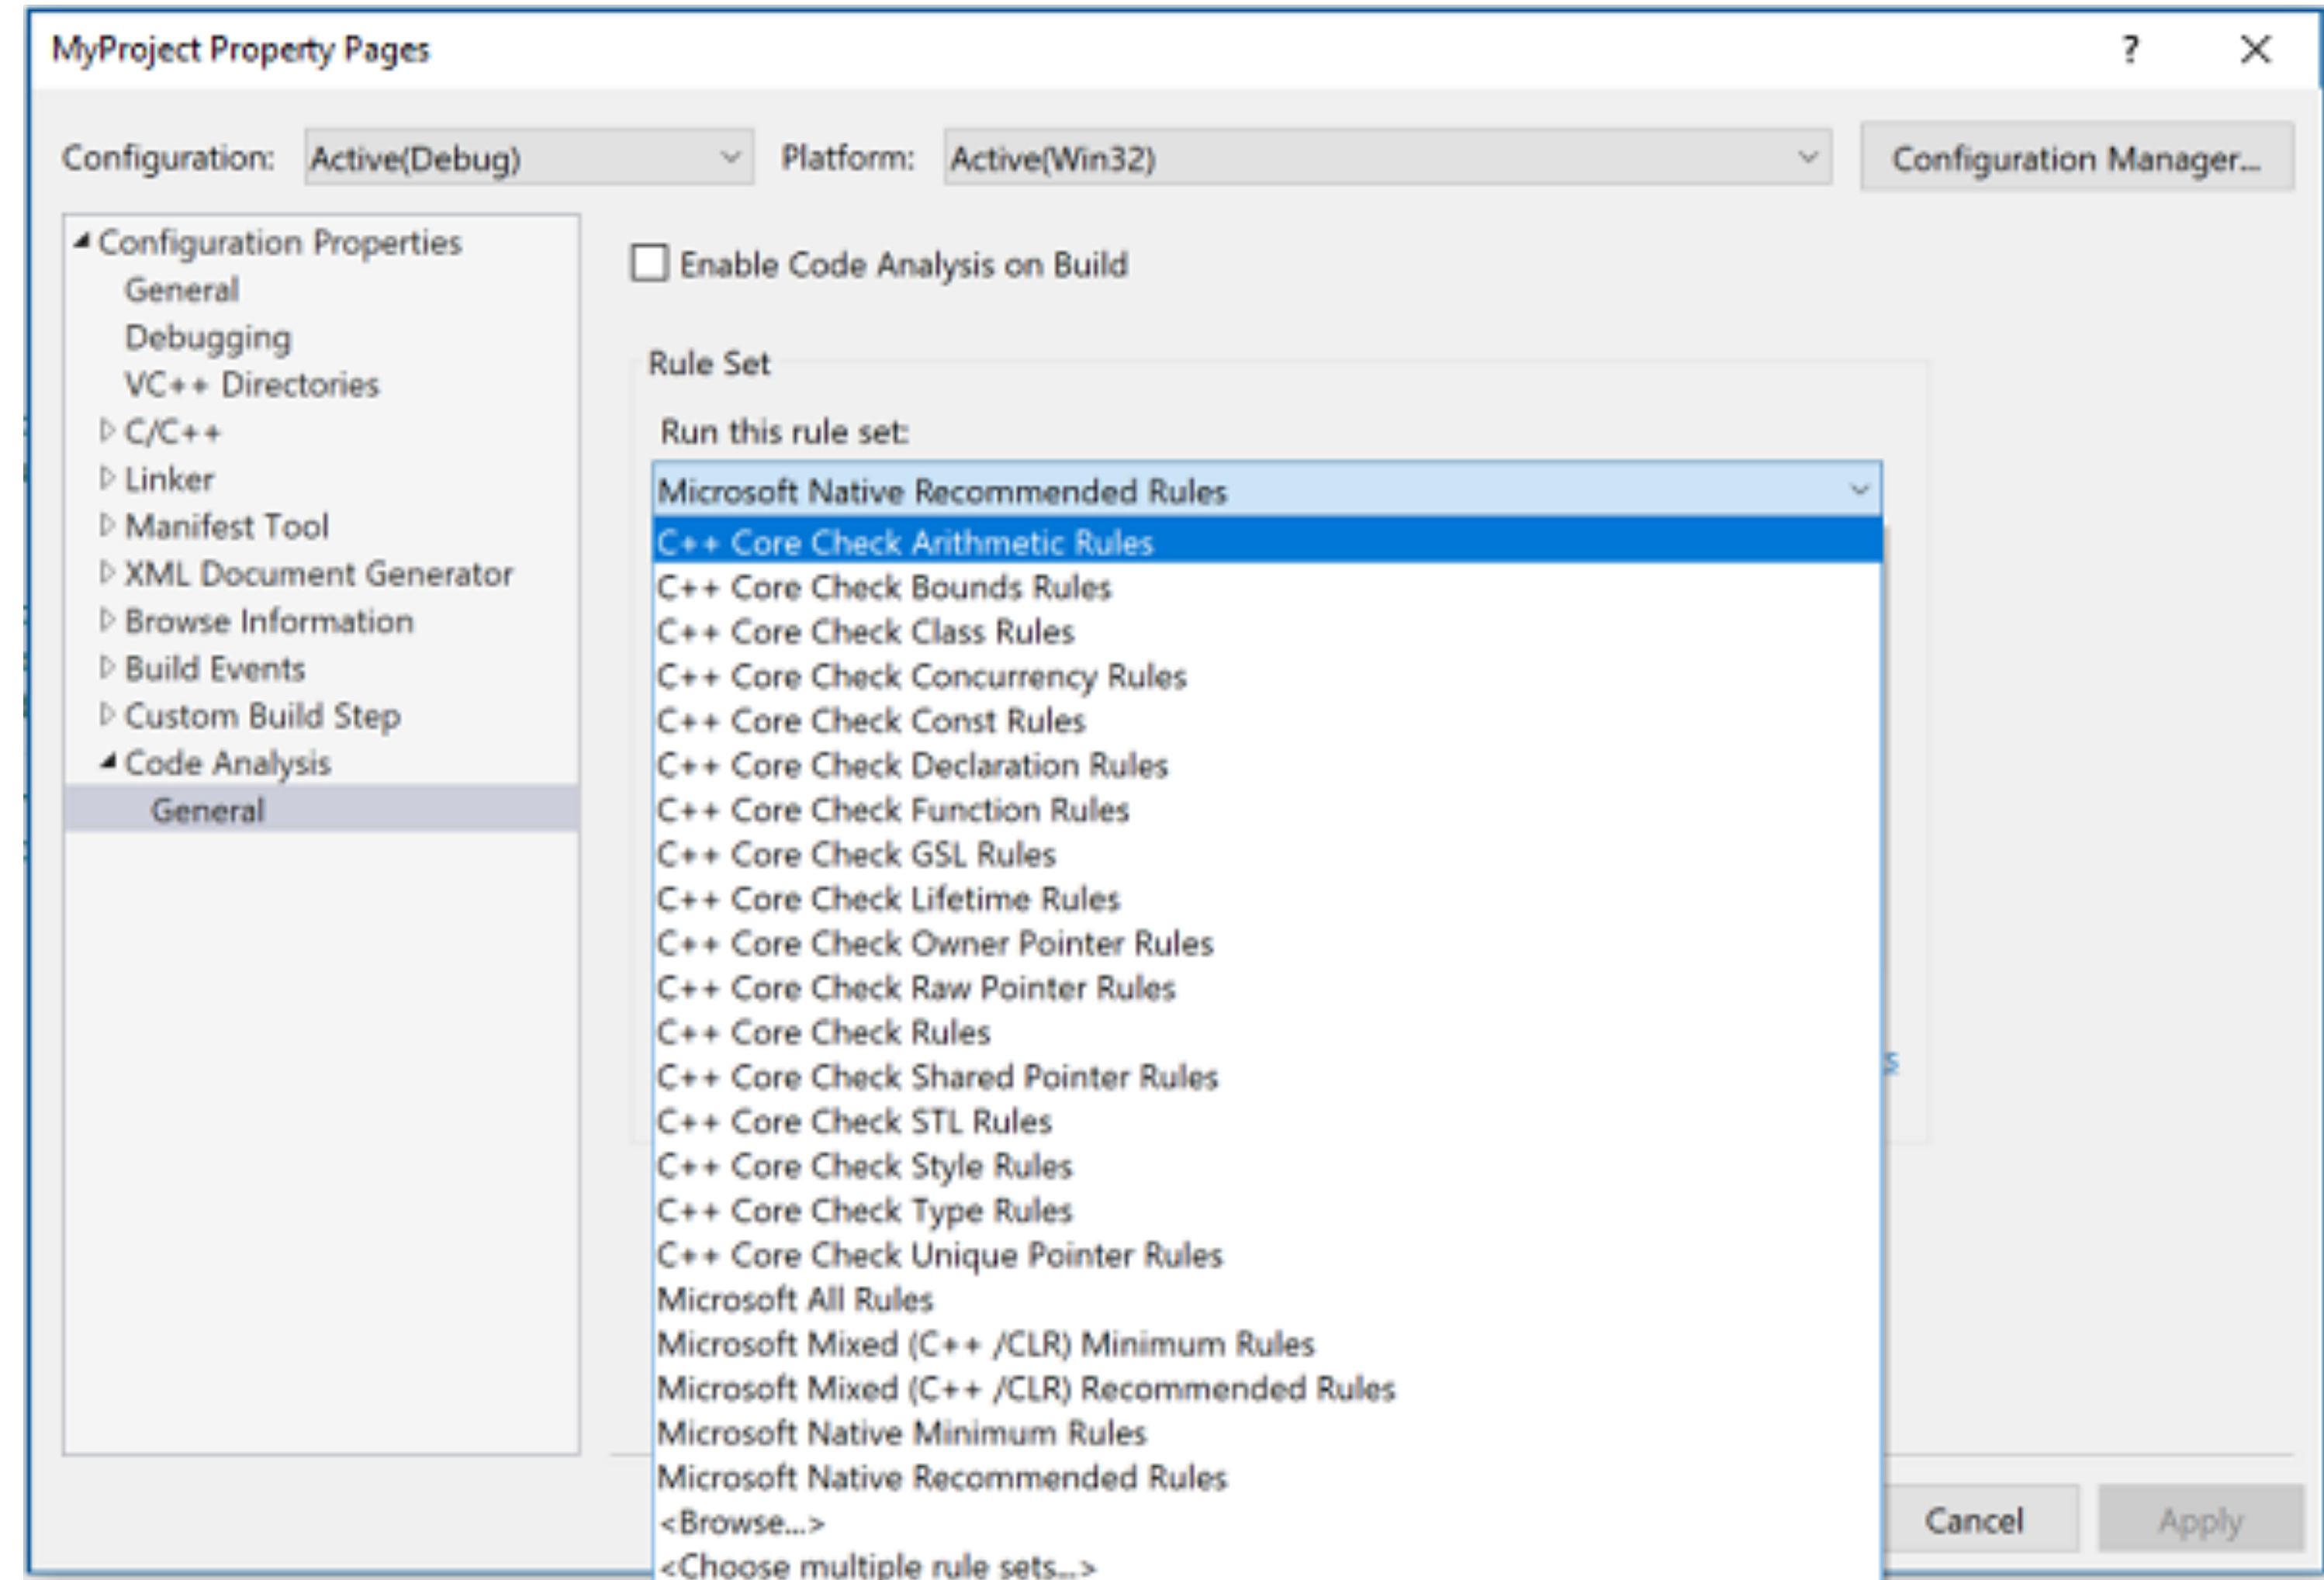 MyProject Property Pages
?
Configuration: Active(Debug) Platform: Active(Win32) Configuration Manager...
Configuration Properties
General
Debugging
VC++ Directories
C/C++
Linker
Manifest Tool
XML Document Generator
Browse Information
Build Events
Custom Build Step
Code Analysis
General
Enable Code Analysis on Build
Rule Set
Run this rule set:
Microsoft Native Recommended Rules
C++ Core Check Arithmetic Rules
C++ Core Check Bounds Rules
C++ Core Check Class Rules
C++ Core Check Concurrency Rules
C++ Core Check Const Rules
C++ Core Check Declaration Rules
C++ Core Check Function Rules
C++ Core Check GSL Rules
C++ Core Check Lifetime Rules
C++ Core Check Owner Pointer Rules
C++ Core Check Raw Pointer Rules
C++ Core Check Rules
C++ Core Check Shared Pointer Rules
C++ Core Check STL Rules
C++ Core Check Style Rules
C++ Core Check Type Rules
C++ Core Check Unique Pointer Rules
Microsoft All Rules
Microsoft Mixed (C++ /CLR) Minimum Rules
Microsoft Mixed (C++ /CLR) Recommended Rules
Microsoft Native Minimum Rules
Microsoft Native Recommended Rules
<Browse...>
<Choose multiple rule sets...>
s
Cancel
Apply